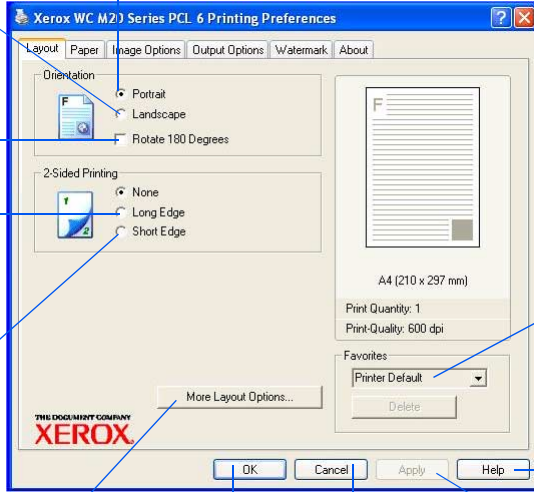 Xerox WC M20 Series PCL 6 Printing Preferences
Layout Paper Image Options Output Options Watermark About
Orientation
F
Portrait
Landscape
Rotate 180 Degrees
2-Sided Printing
1
2
None
Long Edge
Short Edge
F
A4 (210 x 297 mm)
Print Quantity: 1
Print-Quality: 600 dpi
Favorites
Printer Default
Delete
More Layout Options...
THE DOCUMENT COMPANY
XEROX.
OK Cancel Apply Help